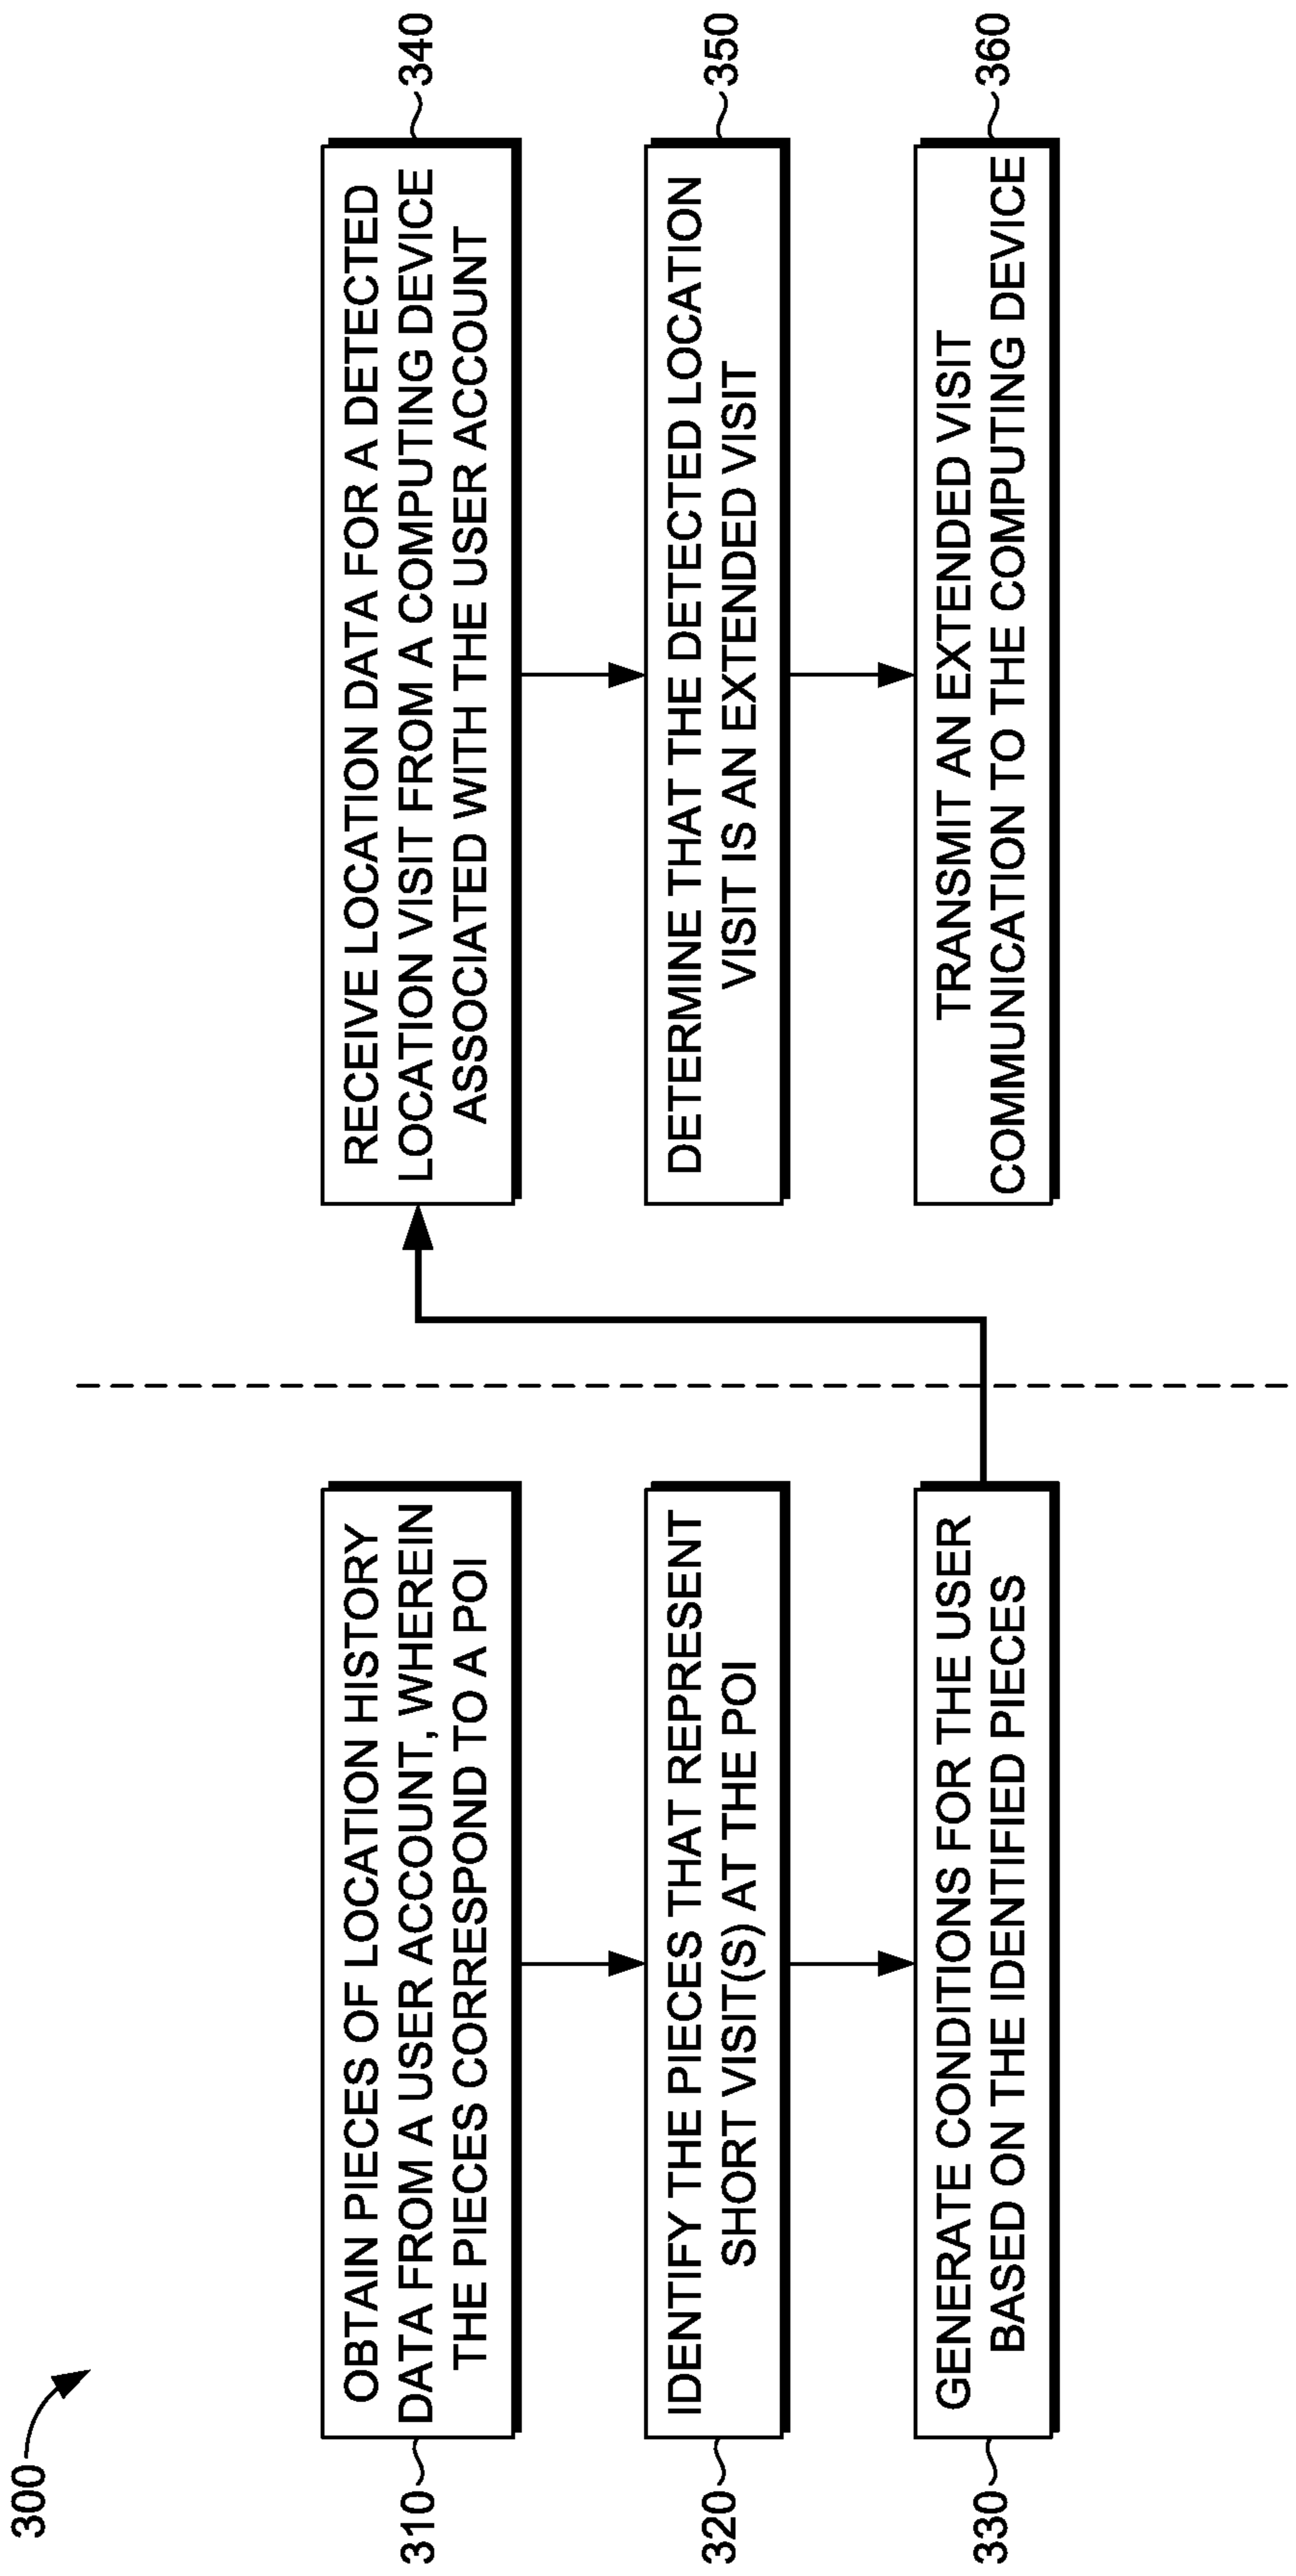 300
310
OBTAIN PIECES OF LOCATION HISTORY
DATA FROM A USER ACCOUNT, WHEREIN
THE PIECES CORRESPOND TO A POI
320
IDENTIFY THE PIECES THAT REPRESENT
SHORT VISIT(S) AT THE POI
330
GENERATE CONDITIONS FOR THE USER
BASED ON THE IDENTIFIED PIECES
340
RECEIVE LOCATION DATA FOR A DETECTED
LOCATION VISIT FROM A COMPUTING DEVICE
ASSOCIATED WITH THE USER ACCOUNT
350
DETERMINE THAT THE DETECTED LOCATION
VISIT IS AN EXTENDED VISIT
360
TRANSMIT AN EXTENDED VISIT
COMMUNICATION TO THE COMPUTING DEVICE